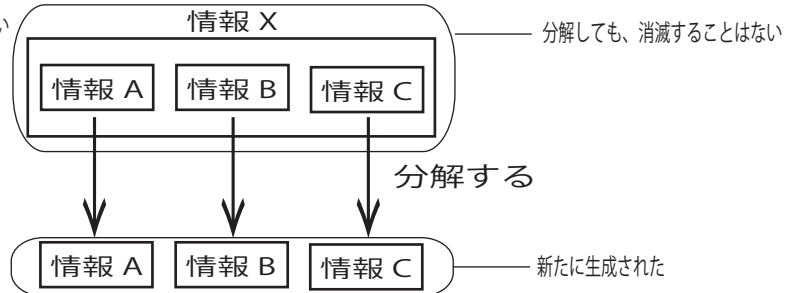 い
情報 X
分解しても、消滅することはない
情報 A 情報 B 情報 C
分解する
情報 A 情報 B 情報 C
新たに生成された